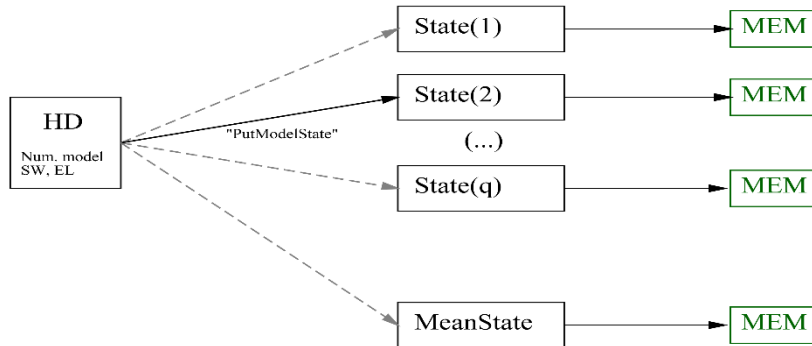 State(1)
MEM
State(2)
MEM
HD
Num. model
SW, EL
"PutModelState"
(...)
State(q)
MEM
MeanState
MEM